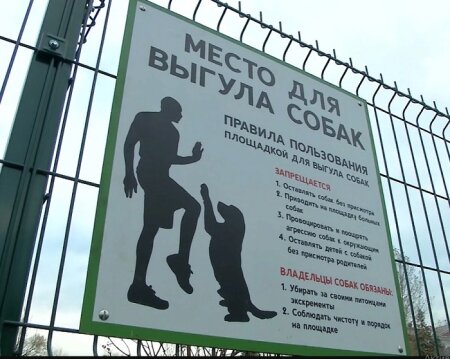 МЕСТО ДЛЯ
ВЫГУЛА СОБАК
ПРАВИЛА ПОЛЬЗОВАНИЯ
ПЛОЩАДКОЙ ДЛЯ ВЫГУЛА СОБАК
ЗАПРЕЩАЕТСЯ
1. Оставлять собак без присмотра
2. Приводить на площадку больных
собак
3. Провоцировать и поощрять
агрессию собак к окружающим
4. Оставлять детей с собакой
без присмотра родителей
ВЛАДЕЛЬЦЫ СОБАК ОБЯЗАНЫ:
1. Убирать за своими питомцами
экскременты
2. Соблюдать чистоту и порядок
на площадке